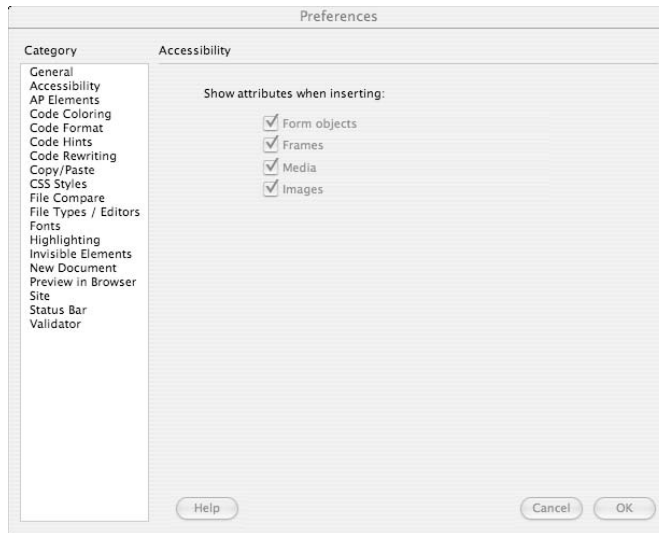 Preferences
Category
Accessibility
General
Accessibility
AP Elements
Code Coloring
Code Format
Code Hints
Code Rewriting
Copy/Paste
CSS Styles
File Compare
File Types / Editors
Fonts
Highlighting
Invisible Elements
New Document
Preview in Browser
Site
Status Bar
Validator
Show attributes when inserting:
Form objects
Frames
Media
Images
Help
Cancel
OK